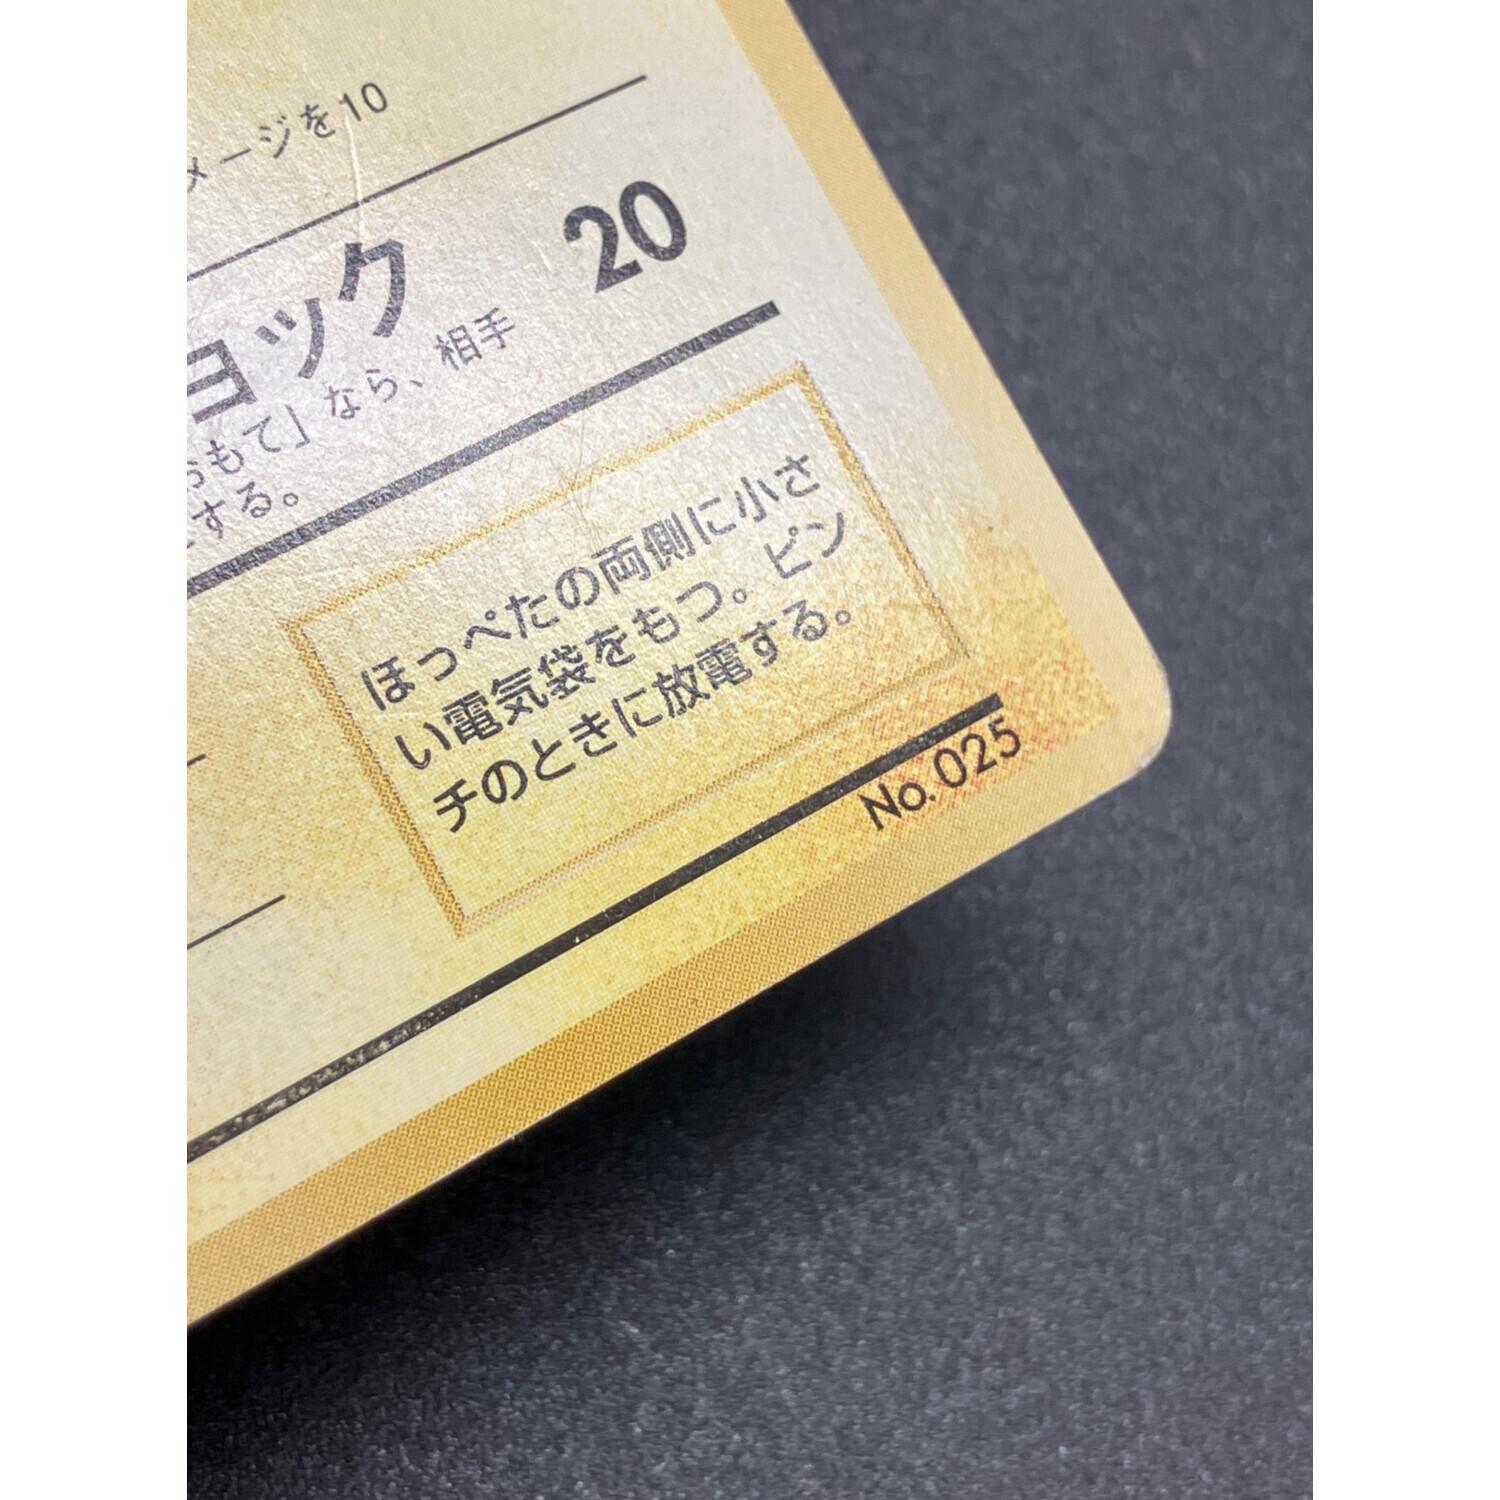 メージを10
ョック 20
おもて」なら、相手
にする。
ほっぺたの両側に小さ
い電気袋をもつ。ピン
チのときに放電する。
No. 025